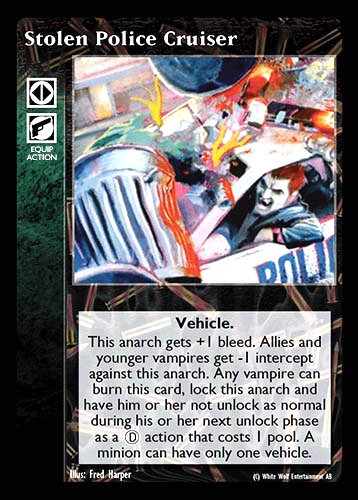 Stolen Police Cruiser
EQUIP
ACTION
POLI
Vehicle.
This anarch gets +1 bleed. Allies and
younger vampires get -1 intercept
against this anarch. Any vampire can
burn this card, lock this anarch and
have him or her not unlock as normal
during his or her next unlock phase
as a Ⓓ action that costs 1 pool. A
minion can have only one vehicle.
Illus: Fred Harper
(C) White Wolf Entertainment AB